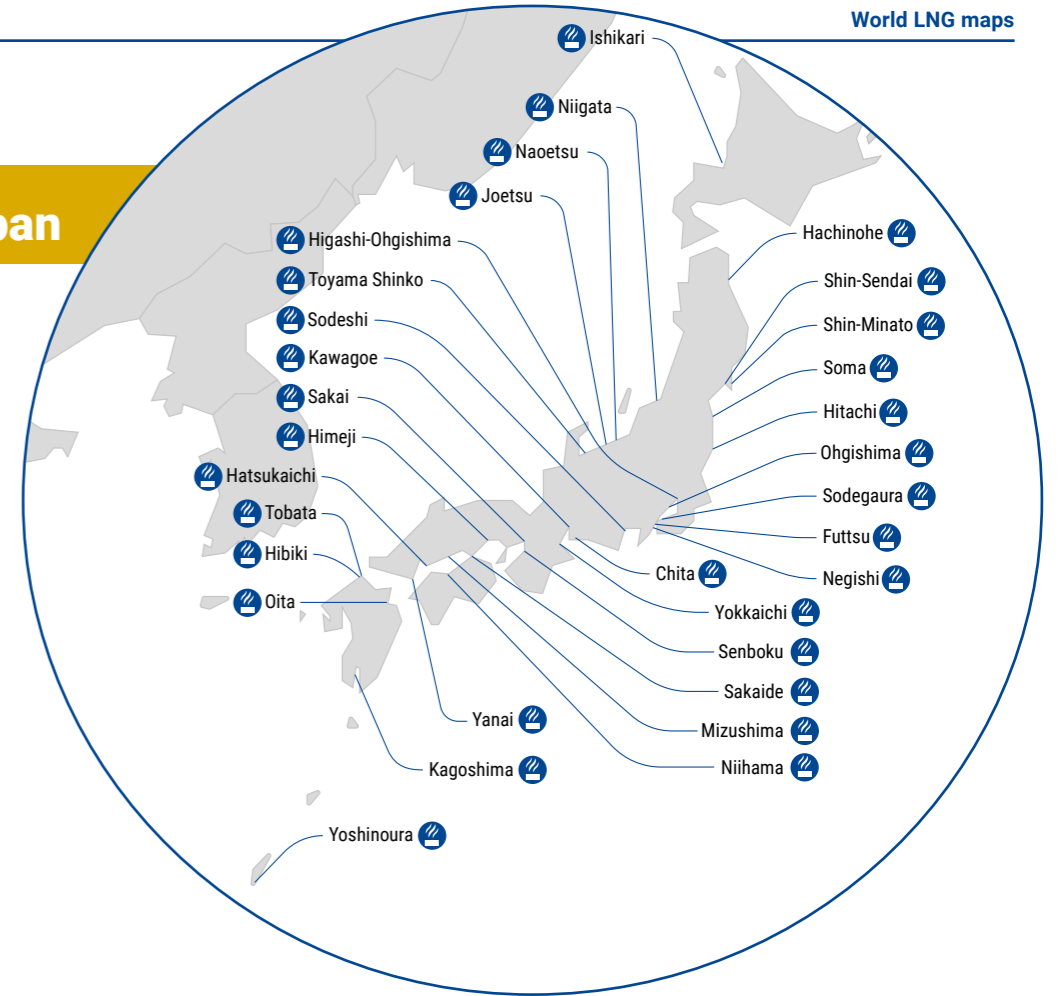 World LNG maps
pan
Ishikari
Niigata
Naoetsu
Joetsu
Higashi-Ohgishima
Toyama Shinko
Sodeshi
Kawagoe
Sakai
Himeji
Hatsukaichi
Tobata
Hibiki
Oita
Hachinohe
Shin-Sendai
Shin-Minato
Soma
Hitachi
Ohgishima
Sodegaura
Futtsu
Negishi
Chita
Yokkaichi
Senboku
Sakaide
Mizushima
Niihama
Yanai
Kagoshima
Yoshinoura